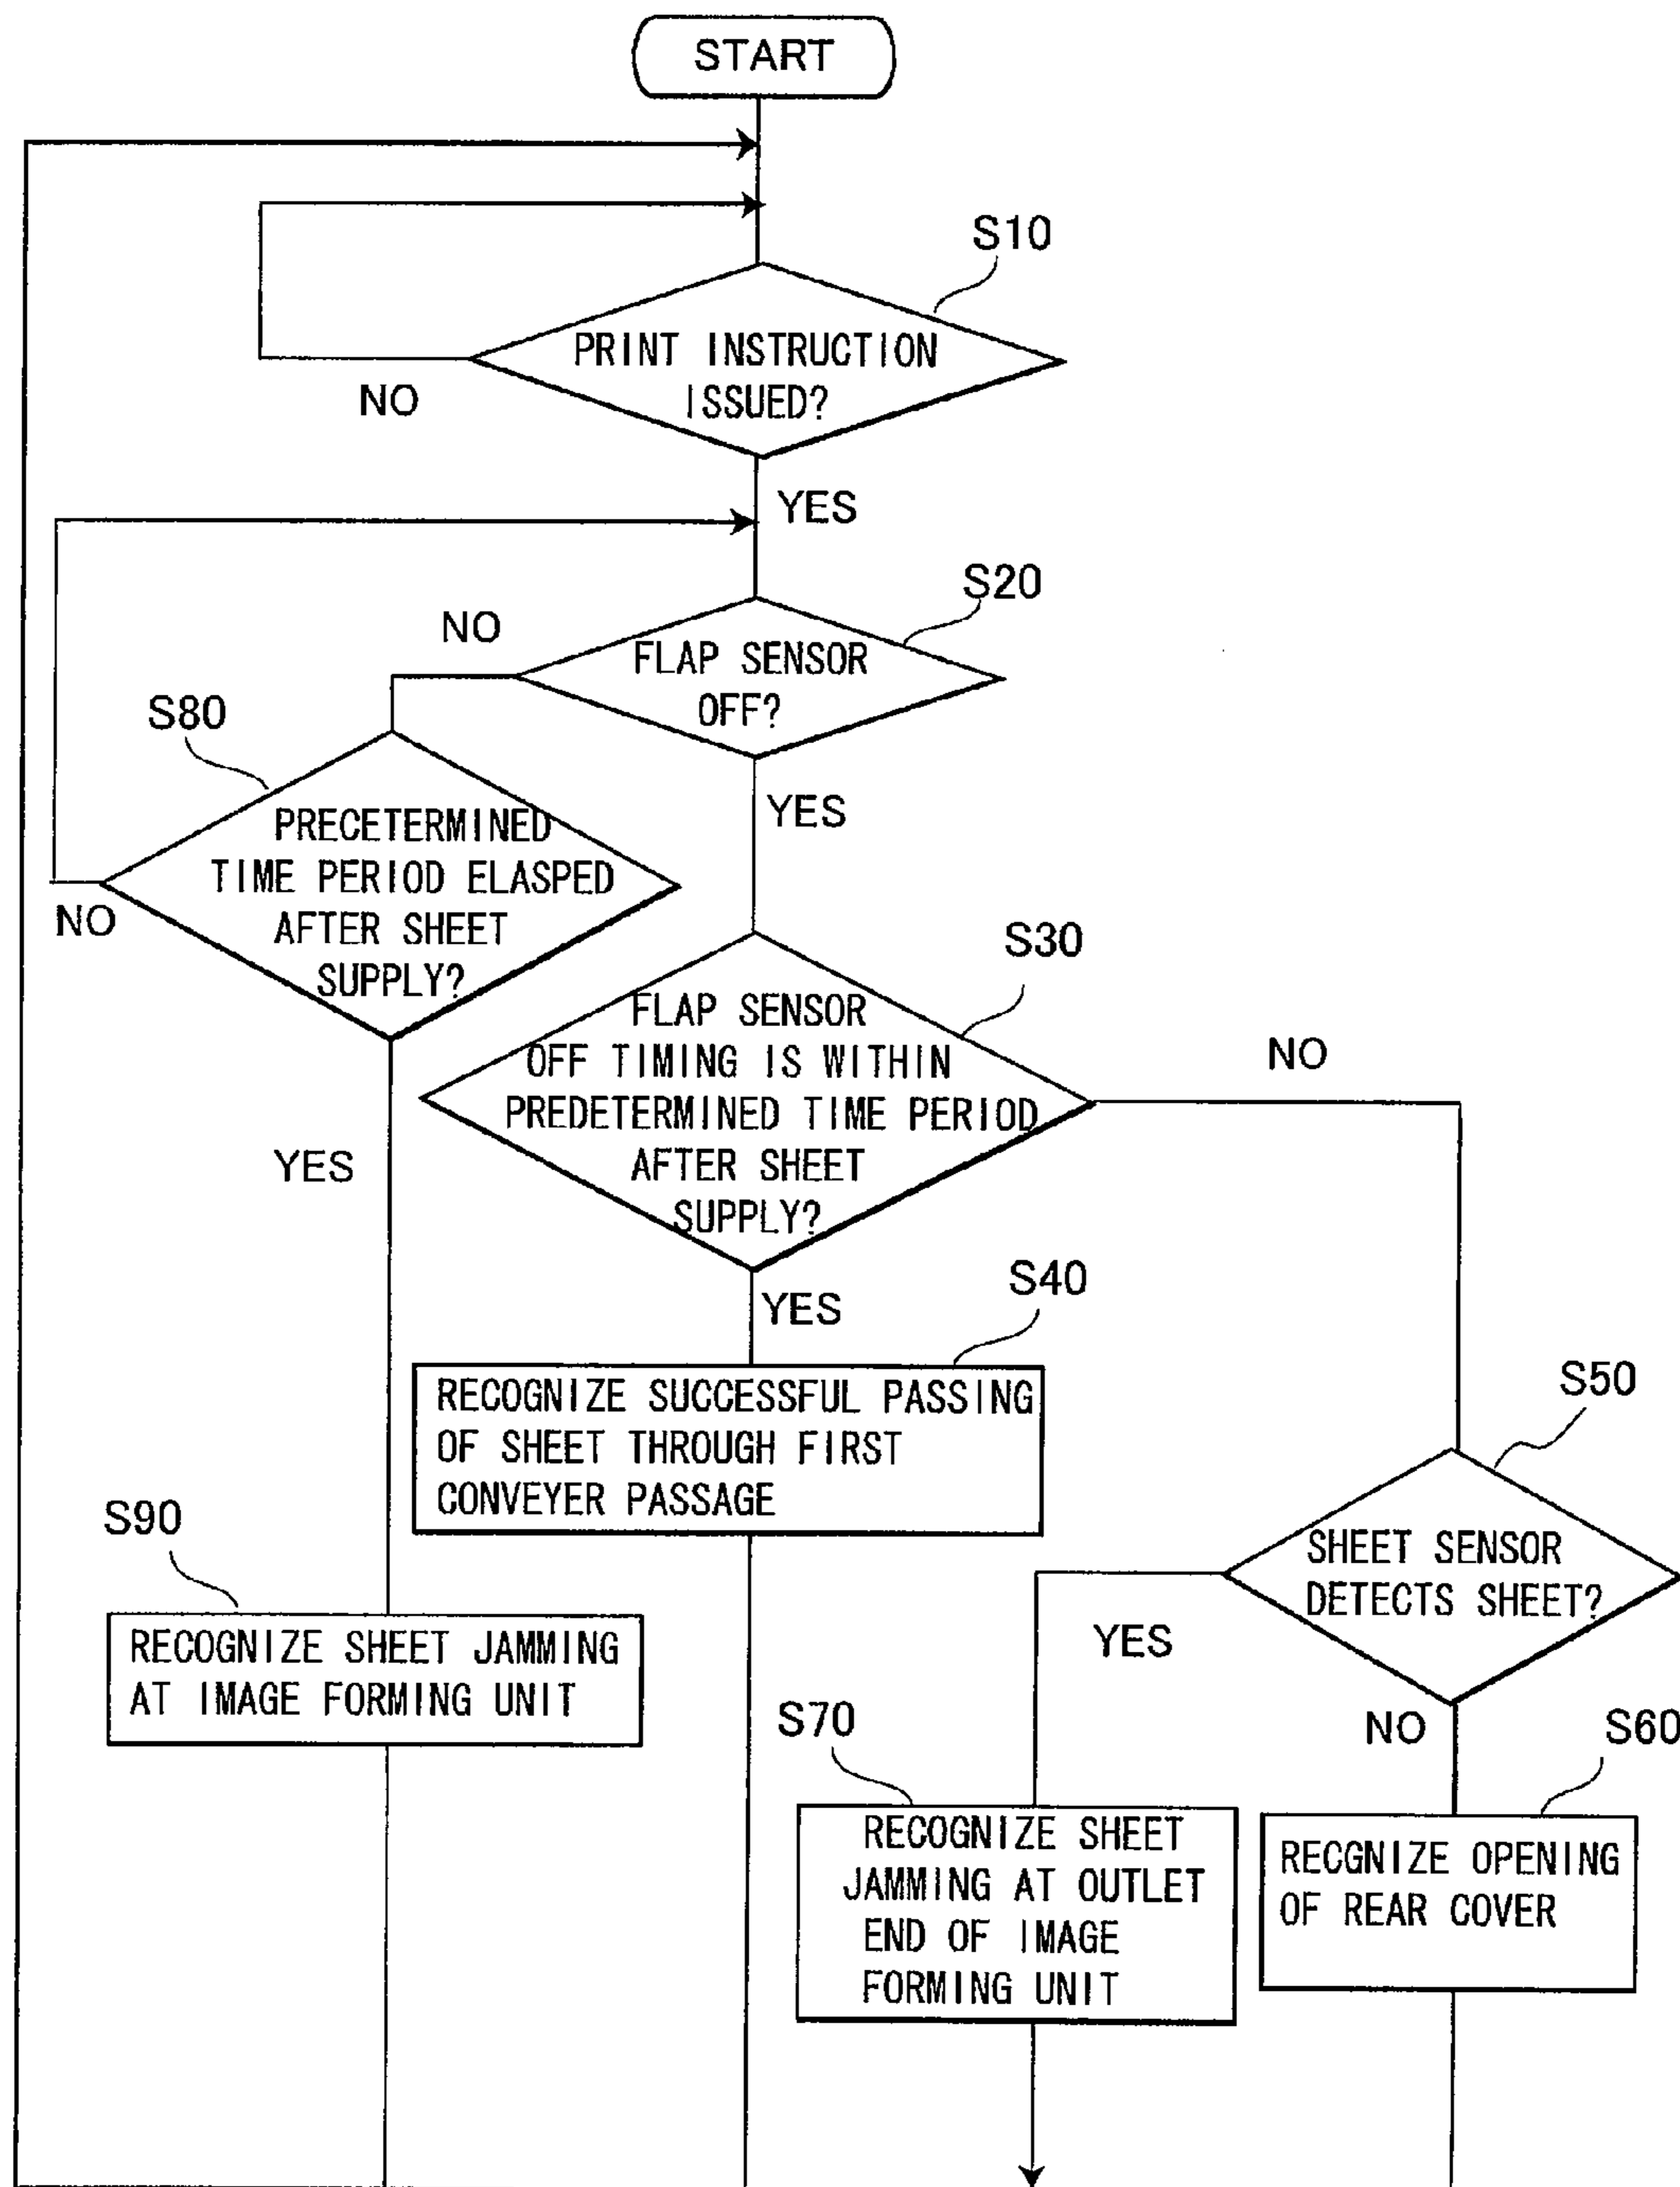 START
S10
PRINT INSTRUCTION
ISSUED?
NO
YES
S20
NO
FLAP SENSOR
OFF?
S80
YES
PRECETERMINED
TIME PERIOD ELASPED
AFTER SHEET
SUPPLY?
NO
S30
FLAP SENSOR
OFF TIMING IS WITHIN
PREDETERMINED TIME PERIOD
AFTER SHEET
SUPPLY?
NO
YES
YES
S40
RECOGNIZE SUCCESSFUL PASSING
OF SHEET THROUGH FIRST
CONVEYER PASSAGE
S50
SHEET SENSOR
DETECTS SHEET?
S90
RECOGNIZE SHEET JAMMING
AT IMAGE FORMING UNIT
YES
NO
S70
S60
RECOGNIZE SHEET
JAMMING AT OUTLET
END OF IMAGE
FORMING UNIT
RECGNIZE OPENING
OF REAR COVER